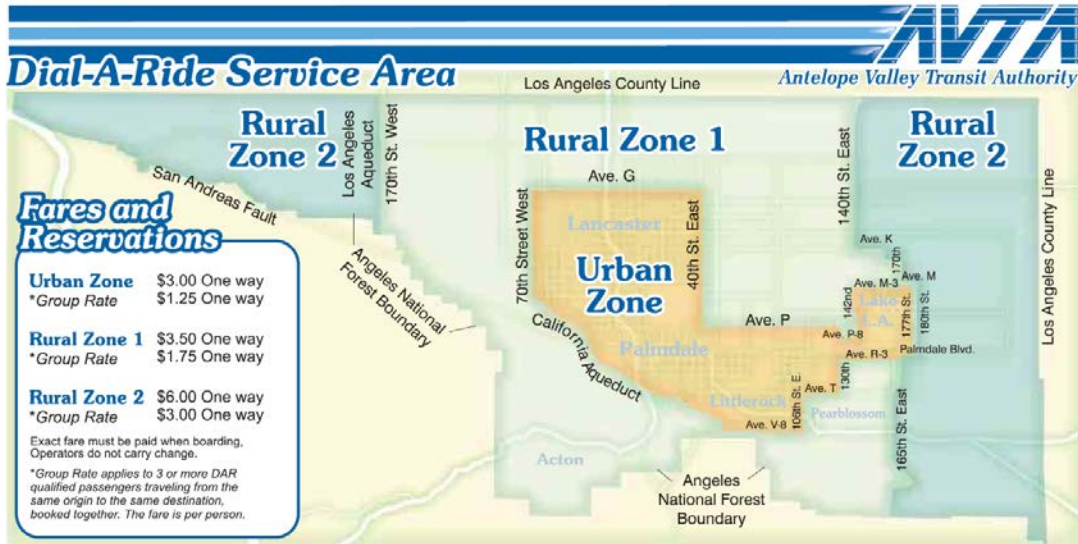 AVTA
Dial-A-Ride Service Area
Antelope Valley Transit Authority
Los Angeles County Line
Rural
Zone 2
Los Angeles
Aqueduct
170th St. West
San Andreas Fault
Angeles National
Forest Boundary
Rural Zone 1
Ave. G
70th Street West
Lancaster
40th St. East
Urban
Zone
California Aqueduct
Palmdale
Ave. P
Littlerock
Ave. V-8
106th St. E.
Ave. T
130th
Pearblossom
Acton
Angeles
National Forest
Boundary
140th St. East
Rural
Zone 2
Ave. K
170th
Ave. M
Ave. M-3
142nd
Lake
L.A.
177th St.
180th St.
Ave. P-8
Ave. R-3
Palmdale Blvd.
165th St. East
Los Angeles County Line
Fares and
Reservations
Urban Zone $3.00 One way
*Group Rate $1.25 One way
Rural Zone 1 $3.50 One way
*Group Rate $1.75 One way
Rural Zone 2 $6.00 One way
*Group Rate $3.00 One way
Exact fare must be paid when boarding,
Operators do not carry change.
*Group Rate applies to 3 or more DAR
qualified passengers traveling from the
same origin to the same destination,
booked together. The fare is per person.